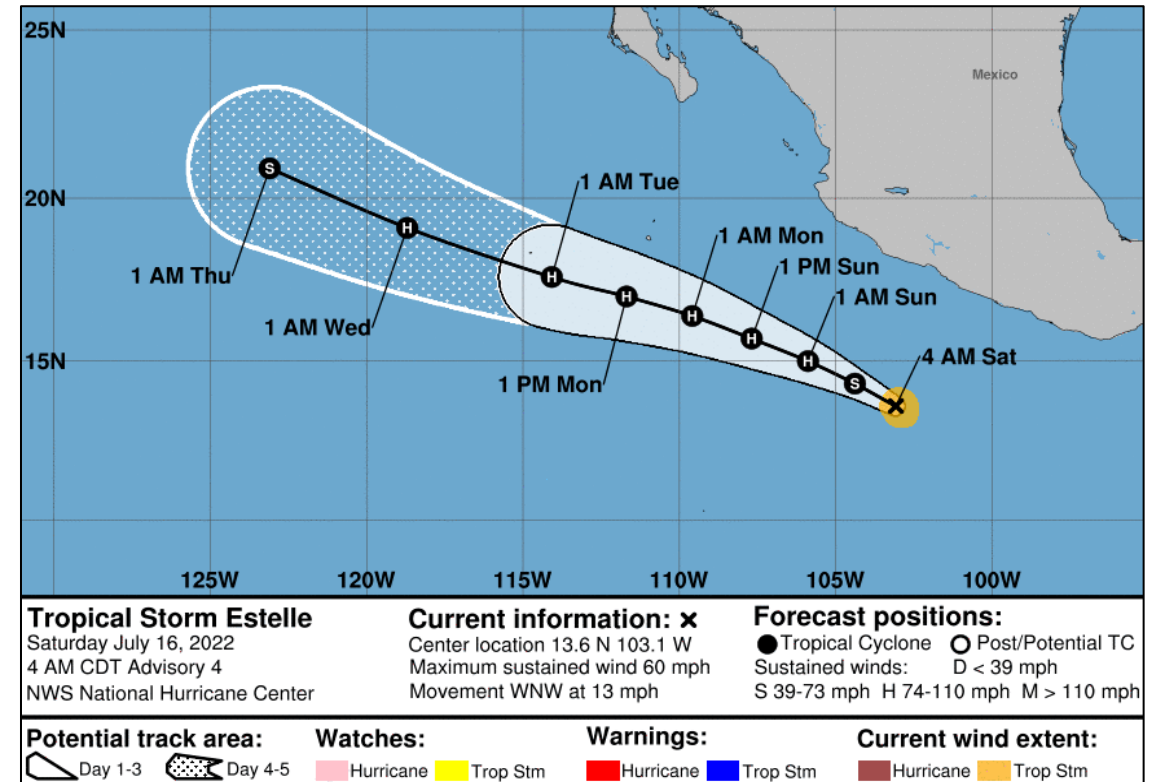 25N
Mexico
20N
1 AM Tue
S
1 AM Mon
H
1 AM Thu
H
1 PM Sun
H
H
1 AM Sun
1 AM Wed
H
15N
H
4 AM Sat
1 PM Mon
S
125W 120W 115W 110W 105W 100W
Tropical Storm Estelle
Saturday July 16, 2022
4 AM CDT Advisory 4
NWS National Hurricane Center
Current information: ×
Center location 13.6 N 103.1 W
Maximum sustained wind 60 mph
Movement WNW at 13 mph
Forecast positions:
Tropical Cyclone Post/Potential TC
Sustained winds: D < 39 mph
S 39-73 mph H 74-110 mph M > 110 mph
Potential track area:
Day 1-3 Day 4-5
Watches:
Hurricane Trop Stm
Warnings:
Hurricane Trop Stm
Current wind extent:
Hurricane Trop Stm